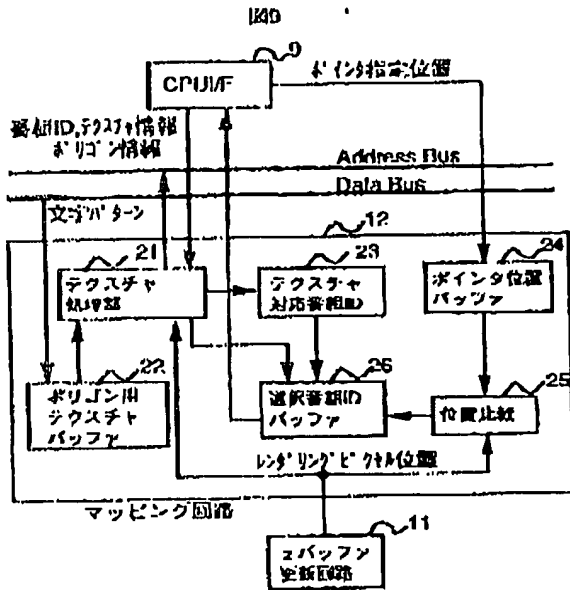 9
CPUI/F
ポインタ指定位置
番組ID,テクスチャ情報
ポリゴン情報
Address Bus
Data Bus
文字パターン
12
21
23
24
テクスチャ
処理部
テクスチャ
対応番組ID
ポインタ位置
バッファ
22
26
25
ポリゴン用
テクスチャ
バッファ
選択番組ID
バッファ
位置比較
レンダリングピクセル位置
マッピング回路
11
zバッファ
更新回路